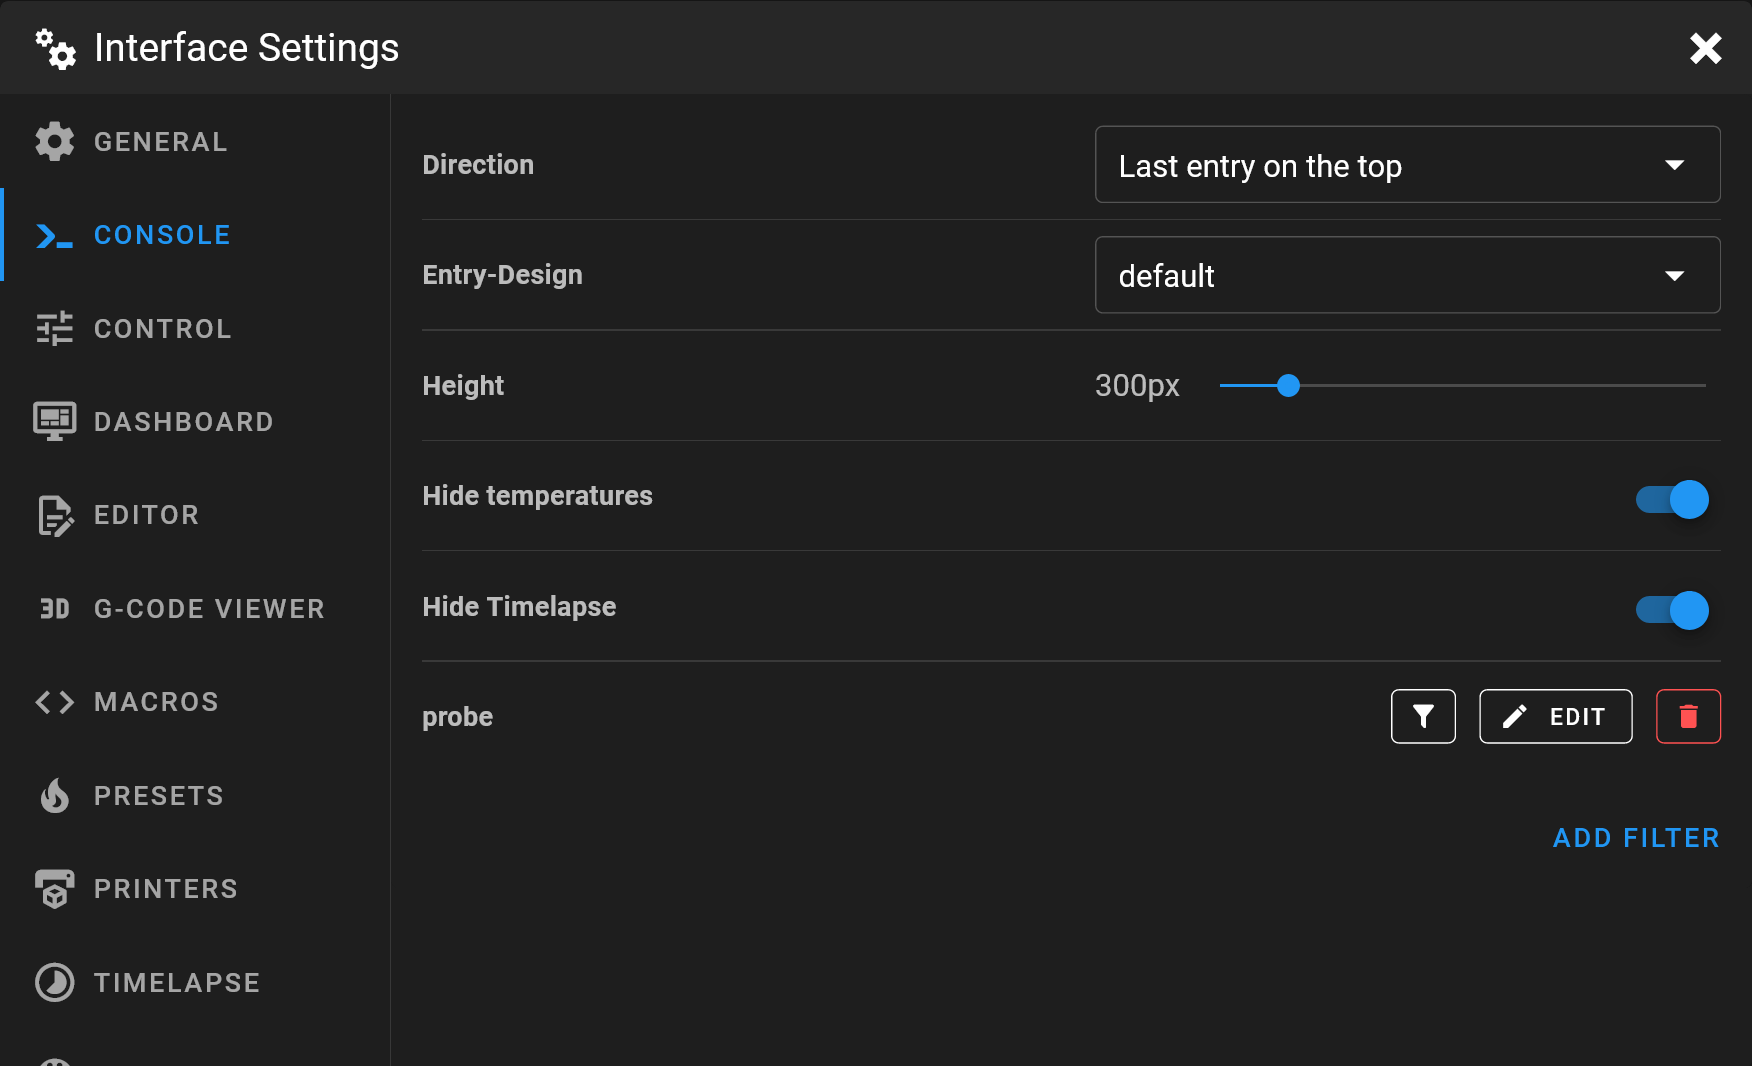 Interface Settings
GENERAL
CONSOLE
CONTROL
DASHBOARD
EDITOR
3D G-CODE VIEWER
MACROS
PRESETS
PRINTERS
TIMELAPSE
Direction
Last entry on the top
Entry-Design
default
Height
300px
Hide temperatures
Hide Timelapse
probe
EDIT
ADD FILTER